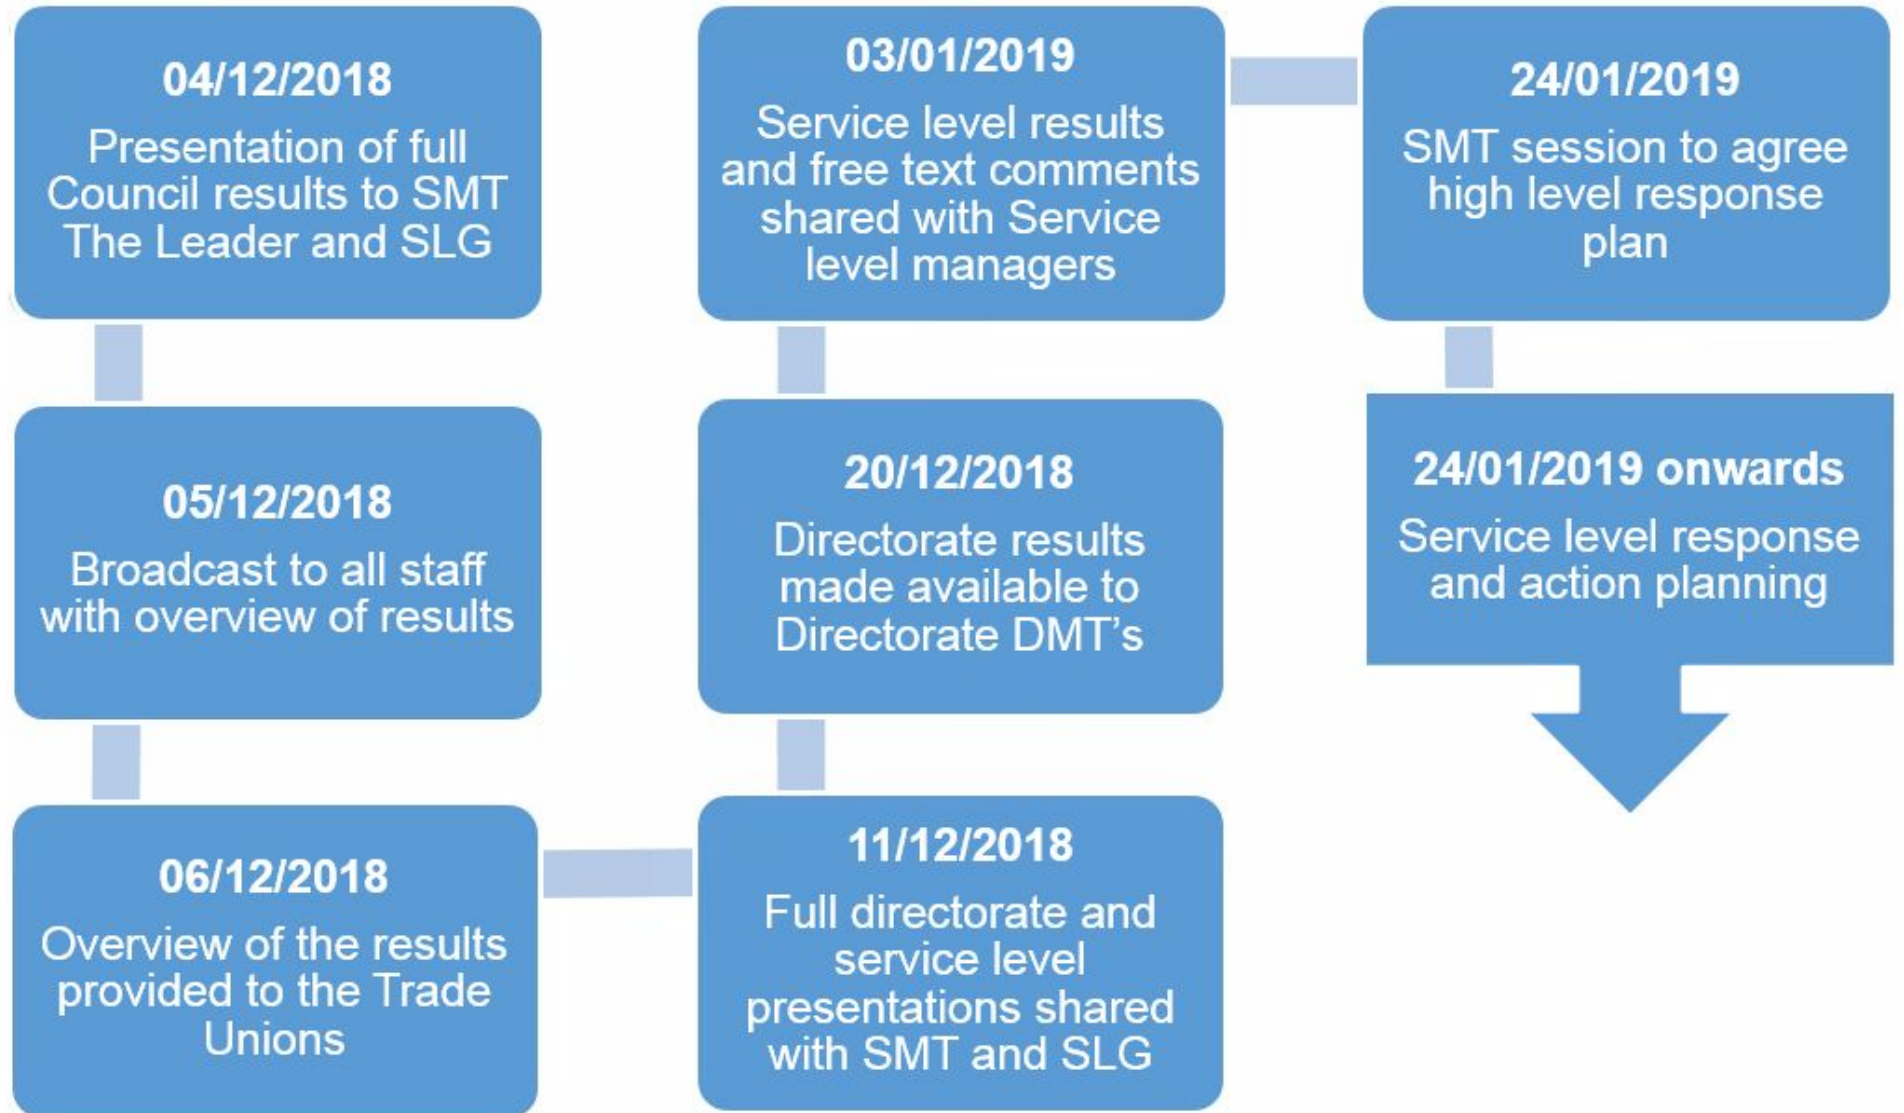 04/12/2018
Presentation of full
Council results to SMT
The Leader and SLG
05/12/2018
Broadcast to all staff
with overview of results
06/12/2018
Overview of the results
provided to the Trade
Unions
11/12/2018
Full directorate and
service level
presentations shared
with SMT and SLG
20/12/2018
Directorate results
made available to
Directorate DMT’s
03/01/2019
Service level results
and free text comments
shared with Service
level managers
24/01/2019
SMT session to agree
high level response
plan
24/01/2019 onwards
Service level response
and action planning